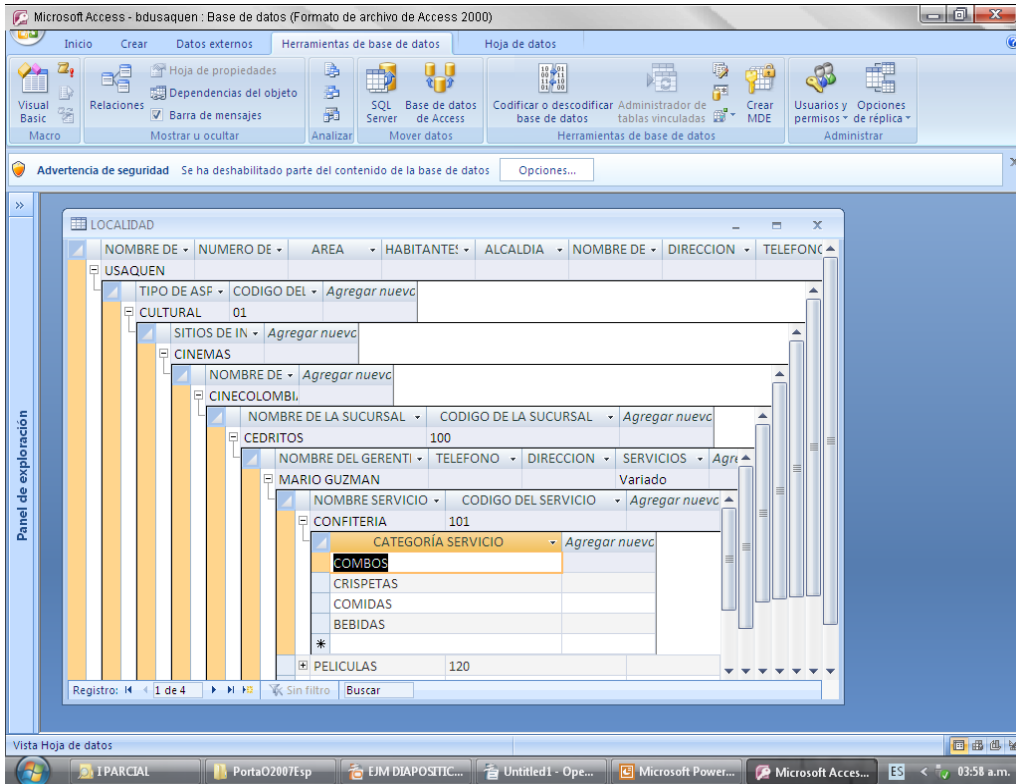 Microsoft Access - bdusaquen : Base de datos (Formato de archivo de Access 2000)
Inicio Crear Datos externos Herramientas de base de datos Hoja de datos
Visual Basic
Macro
Relaciones
Hoja de propiedades
Dependencias del objeto
Barra de mensajes
Mostrar u ocultar
Analizar
SQL Server
Base de datos de Access
Mover datos
Codificar o descodificar base de datos
Administrador de tablas vinculadas
Crear MDE
Herramientas de base de datos
Usuarios y permisos
Opciones de réplica
Administrar
Advertencia de seguridad Se ha deshabilitado parte del contenido de la base de datos Opciones...
»
Panel de exploración
LOCALIDAD
NOMBRE DE NUMERO DE AREA HABITANTES ALCALDIA NOMBRE DE DIRECCION TELEFONO
USAQUEN
TIPO DE ASP CODIGO DEL Agregar nuevo
CULTURAL 01
SITIOS DE IN Agregar nuevo
CINEMAS
NOMBRE DE Agregar nuevo
CINECOLOMBI
NOMBRE DE LA SUCURSAL CODIGO DE LA SUCURSAL Agregar nuevo
CEDRITOS 100
NOMBRE DEL GERENTE TELEFONO DIRECCION SERVICIOS Agre
MARIO GUZMAN Variado
NOMBRE SERVICIO CODIGO DEL SERVICIO Agregar nuevo
CONFITERIA 101
CATEGORÍA SERVICIO Agregar nuevo
COMBOS
CRISPETAS
COMIDAS
BEBIDAS
PELICULAS 120
Registro: 1 de 4 Sin filtro Buscar
Vista Hoja de datos
I PARCIAL PortaO2007Esp EJM DIAPOSITIC... Untitled1 - Ope... Microsoft Power... Microsoft Acces... ES < 03:58 a.m.